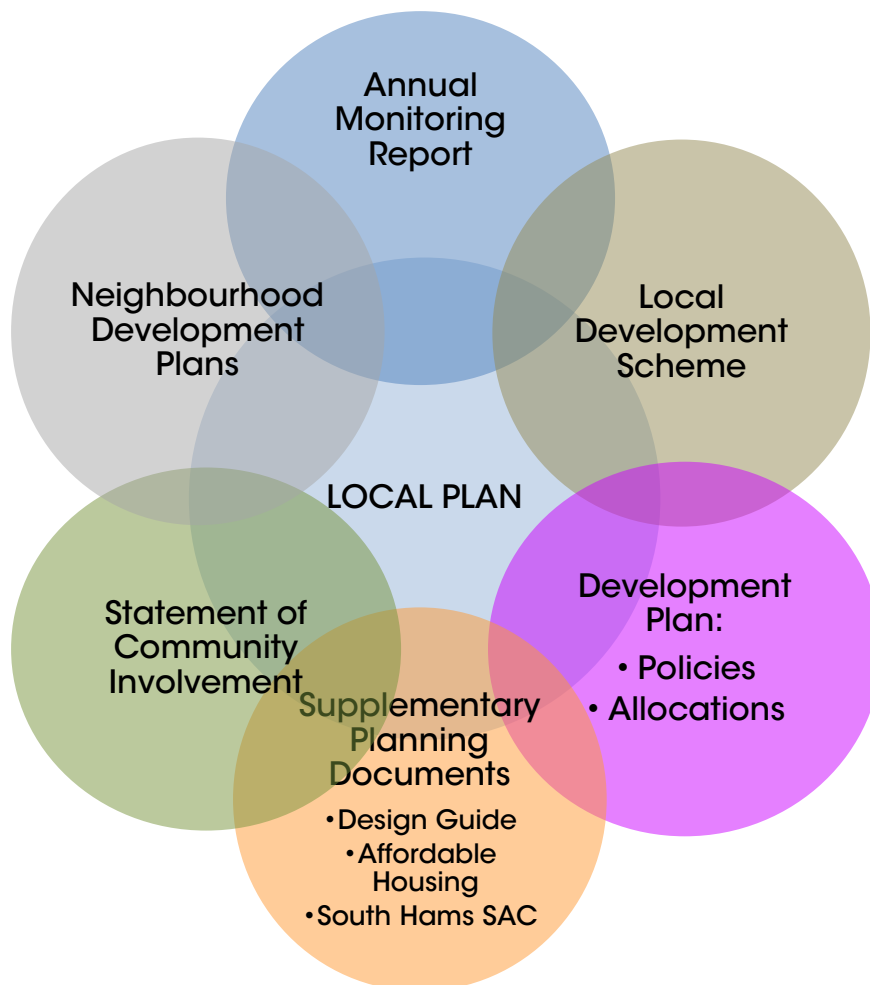 Annual
Monitoring
Report
Neighbourhood
Development
Plans
Local
Development
Scheme
LOCAL PLAN
Development
Plan:
• Policies
• Allocations
Statement of
Community
Involvement
Supplementary
Planning
Documents
•Design Guide
•Affordable
Housing
•South Hams SAC